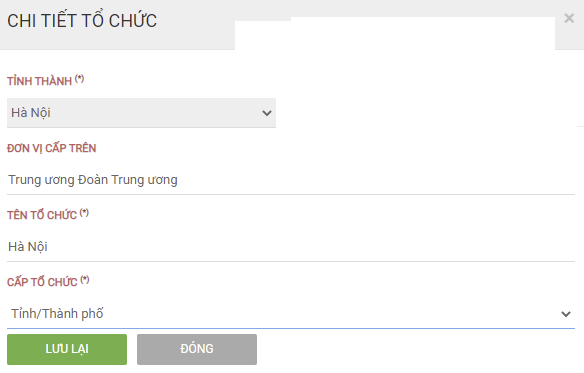 CHI TIẾT TỔ CHỨC
×
TỈNH THÀNH (*)
Hà Nội
ĐƠN VỊ CẤP TRÊN
Trung ương Đoàn Trung ương
TÊN TỔ CHỨC (*)
Hà Nội
CẤP TỔ CHỨC (*)
Tỉnh/Thành phố
LƯU LẠI ĐÓNG